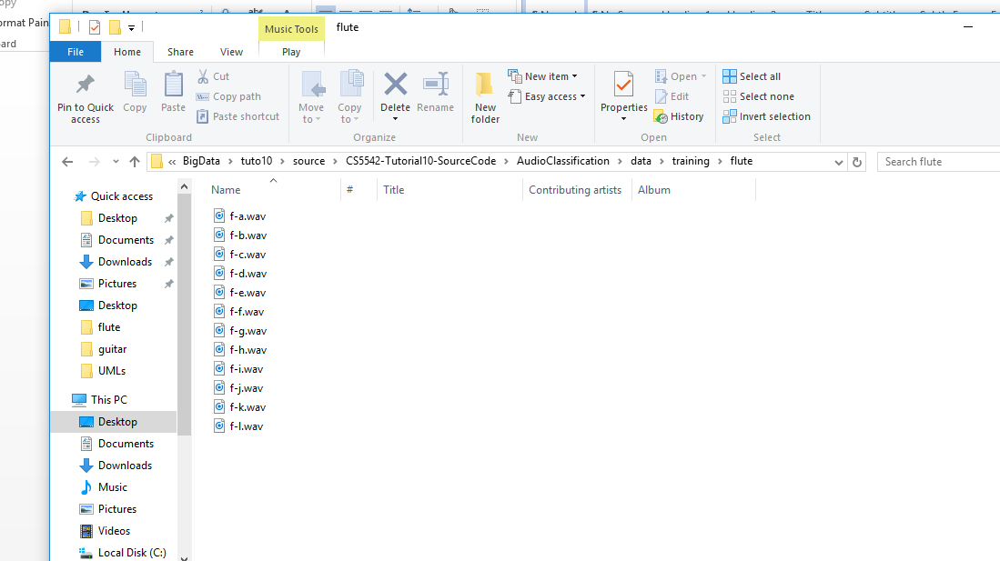 opy
ormat Pain
ard
Music Tools
flute
File
Home
Share
View
Play
Pin to Quick
access
Copy
Paste
Cut
Copy path
Paste shortcut
Clipboard
Move
to
Copy
to
Delete
Rename
Organize
New
folder
New item
Easy access
New
Properties
Open
Edit
History
Open
Select all
Select none
Invert selection
Select
« BigData > tuto10 > source > CS5542-Tutorial10-SourceCode > AudioClassification > data > training > flute
Search flute
Name
#
Title
Contributing artists
Album
Quick access
Desktop
Documents
Downloads
Pictures
Desktop
flute
guitar
UMLs
This PC
Desktop
Documents
Downloads
Music
Pictures
Videos
Local Disk (C:)
f-a.wav
f-b.wav
f-c.wav
f-d.wav
f-e.wav
f-f.wav
f-g.wav
f-h.wav
f-i.wav
f-j.wav
f-k.wav
f-l.wav